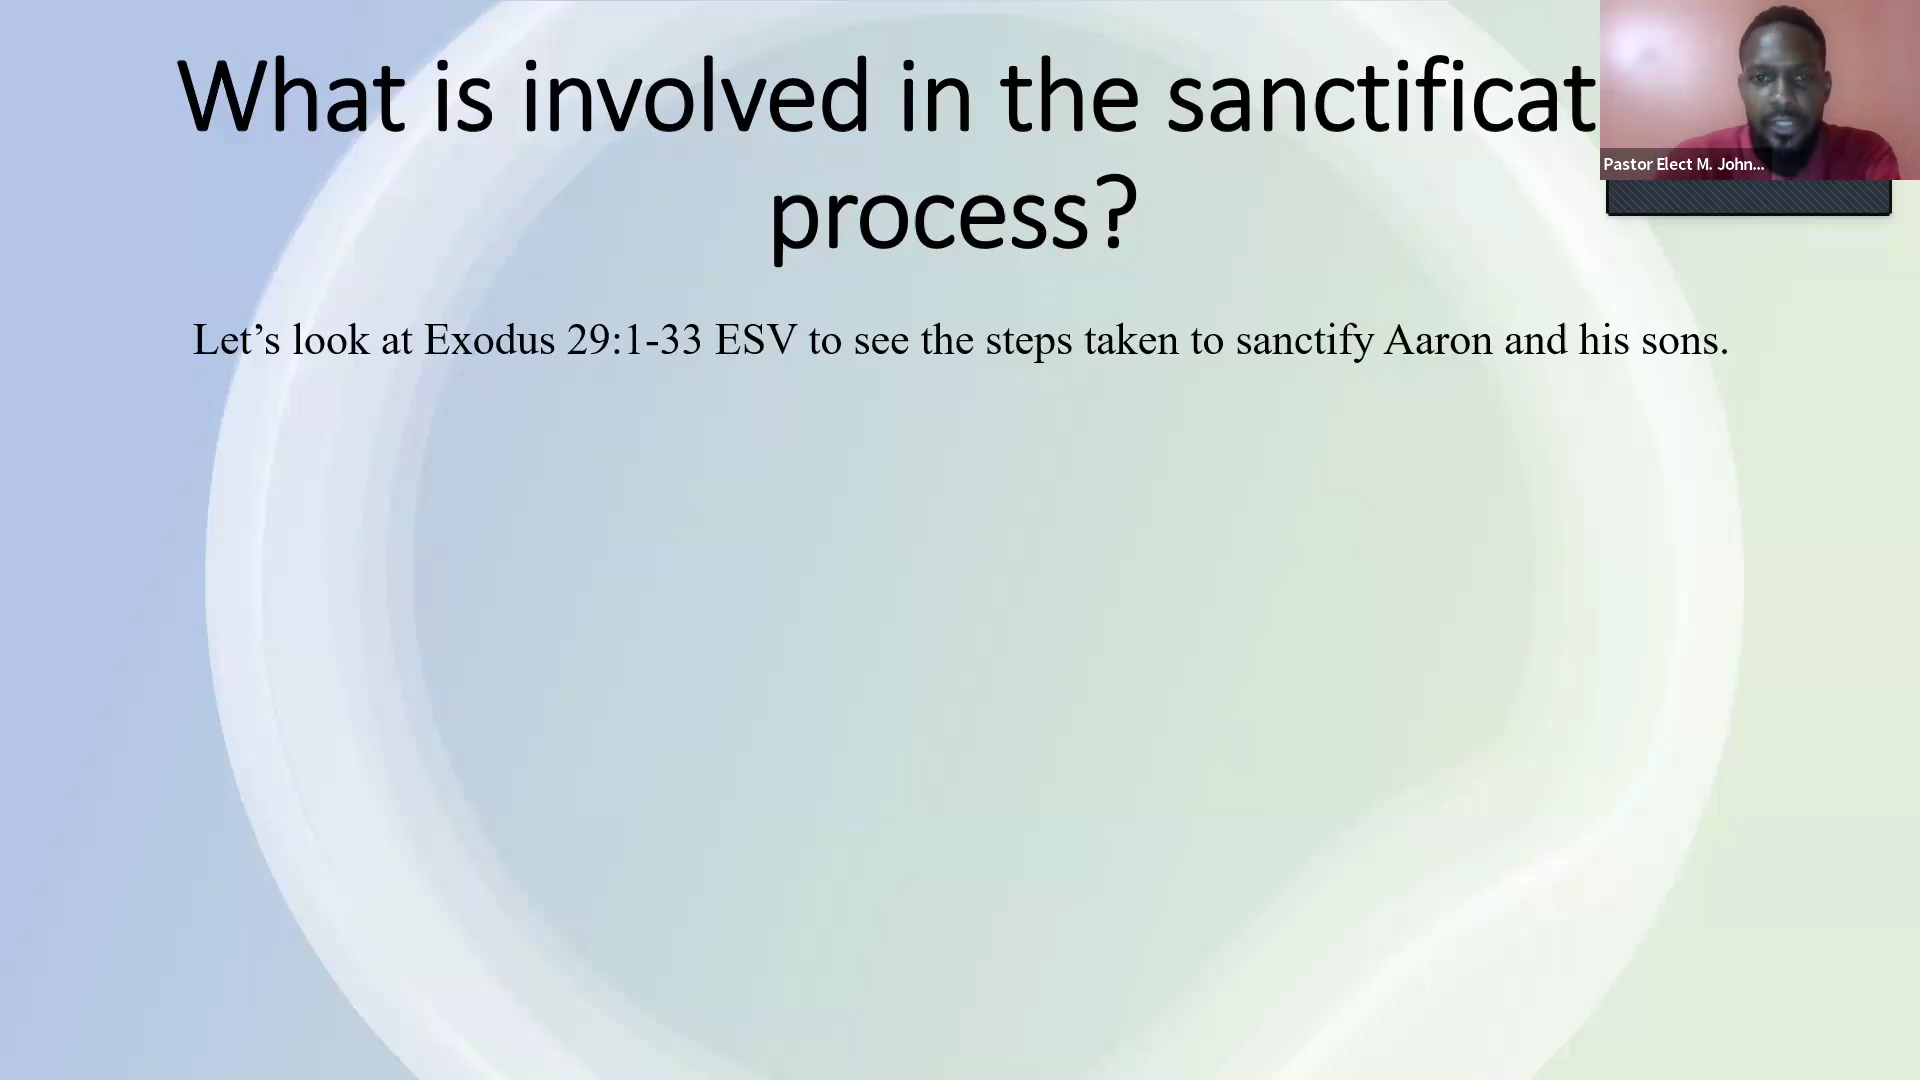 What is involved in the sanctificat
process?
Pastor Elect M. John...
Let’s look at Exodus 29:1-33 ESV to see the steps taken to sanctify Aaron and his sons.